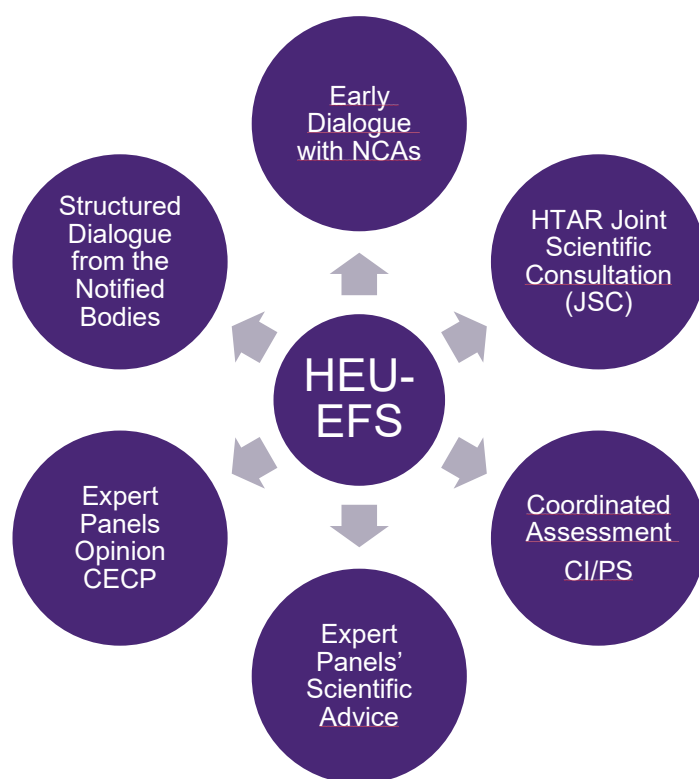 Early
Dialogue
with NCAs
Structured
Dialogue
from the
Notified
Bodies
HTAR Joint
Scientific
Consultation
(JSC)
HEU-
EFS
Expert
Panels
Opinion
CECP
Coordinated
Assessment
CI/PS
Expert
Panels’
Scientific
Advice